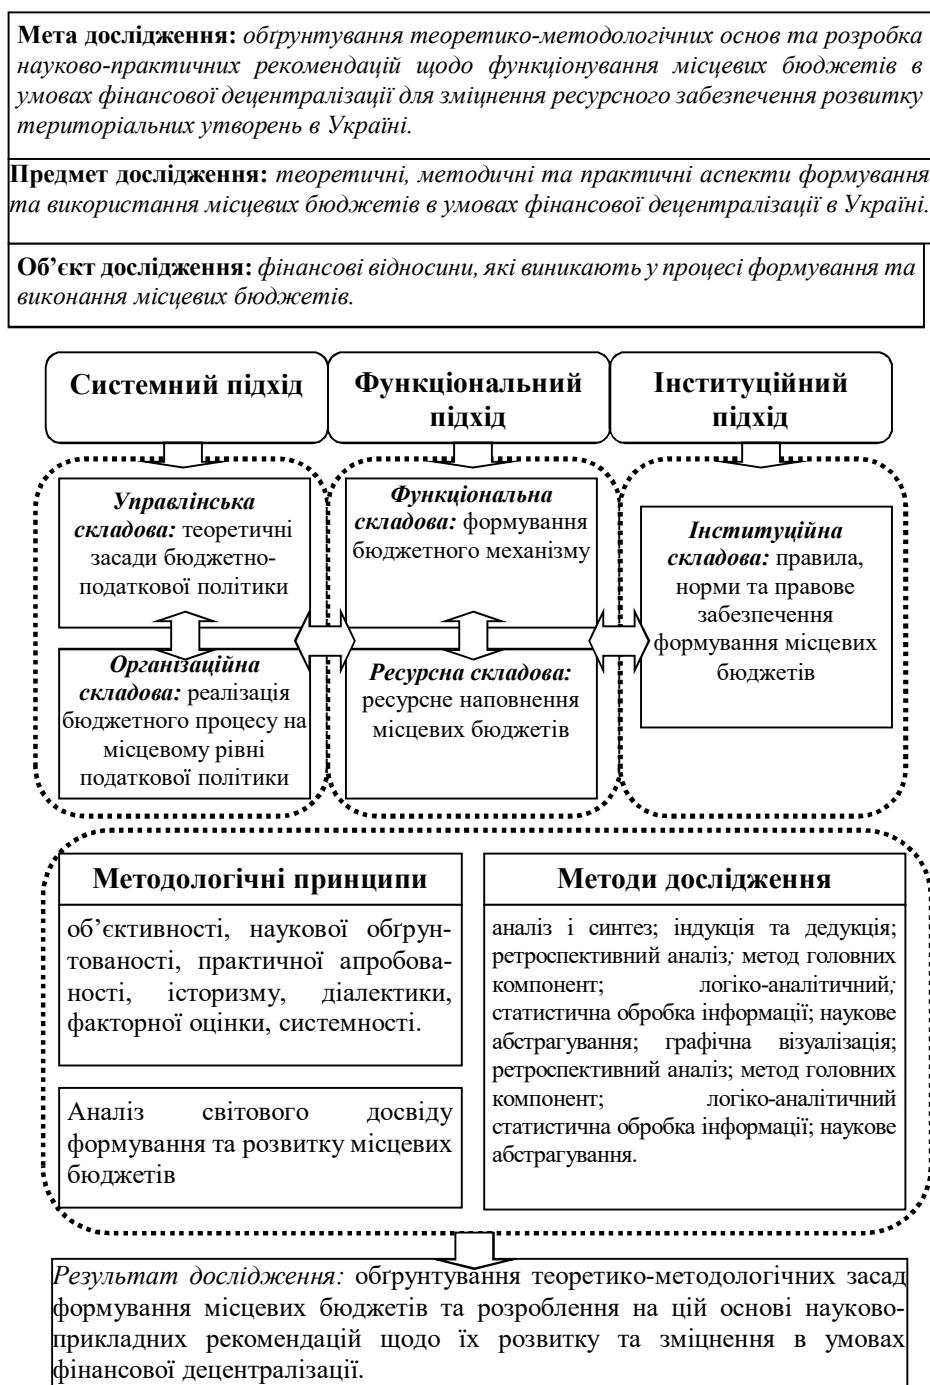 Мета дослідження: обґрунтування теоретико-методологічних основ та розробка
науково-практичних рекомендацій щодо функціонування місцевих бюджетів в
умовах фінансової децентралізації для зміцнення ресурсного забезпечення розвитку
територіальних утворень в Україні.
Предмет дослідження: теоретичні, методичні та практичні аспекти формування
та використання місцевих бюджетів в умовах фінансової децентралізації в Україні.
Об’єкт дослідження: фінансові відносини, які виникають у процесі формування та
виконання місцевих бюджетів.
Системний підхід
Функціональний
підхід
Інституційний
підхід
Управлінська
складова: теоретичні
засади бюджетно-
податкової політики
Організаційна
складова: реалізація
бюджетного процесу на
місцевому рівні
податкової політики
Функціональна
складова: формування
бюджетного механізму
Ресурсна складова:
ресурсне наповнення
місцевих бюджетів
Інституційна
складова: правила,
норми та правове
забезпечення
формування місцевих
бюджетів
Методологічні принципи
об’єктивності, наукової обґрун-
тованості, практичної апробова-
ності, історизму, діалектики,
факторної оцінки, системності.
Аналіз світового досвіду
формування та розвитку місцевих
бюджетів
Методи дослідження
аналіз і синтез; індукція та дедукція;
ретроспективний аналіз; метод головних
компонент; логіко-аналітичний;
статистична обробка інформації; наукове
абстрагування; графічна візуалізація;
ретроспективний аналіз; метод головних
компонент; логіко-аналітичний
статистична обробка інформації; наукове
абстрагування.
Результат дослідження: обґрунтування теоретико-методологічних засад
формування місцевих бюджетів та розроблення на цій основі науково-
прикладних рекомендацій щодо їх розвитку та зміцнення в умовах
фінансової децентралізації.